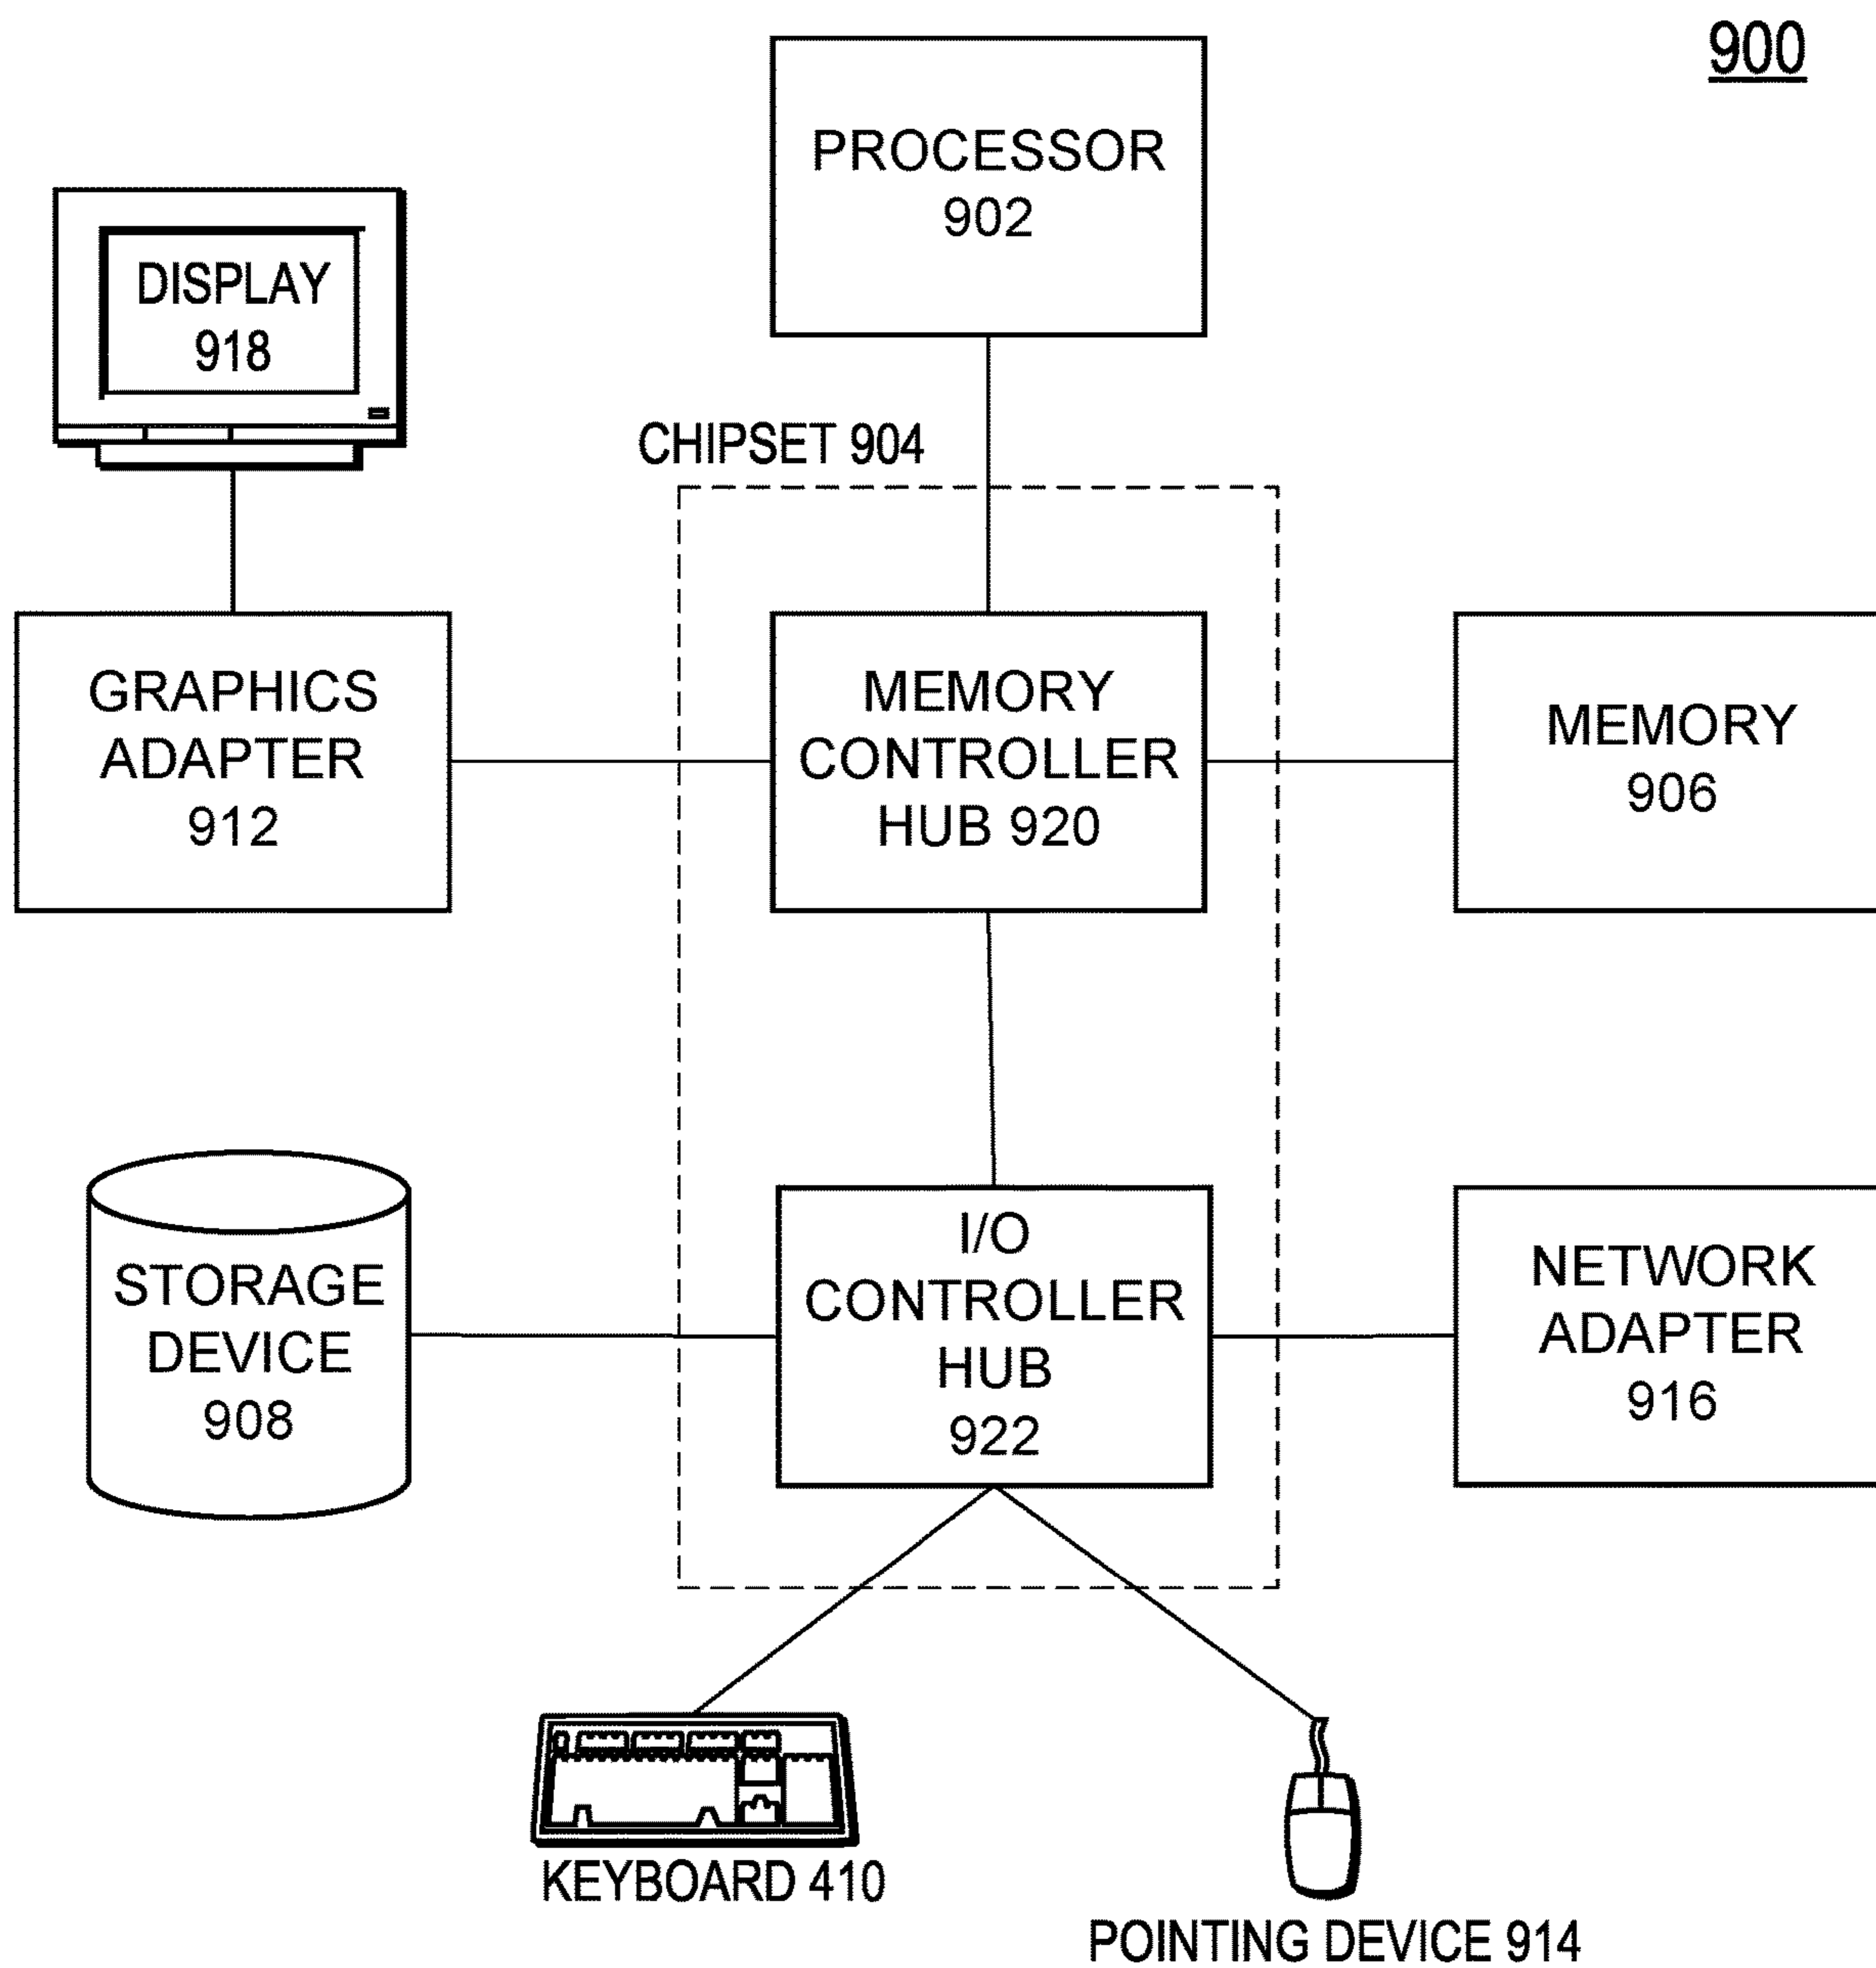 900
PROCESSOR
902
DISPLAY
918
CHIPSET 904
GRAPHICS
ADAPTER
912
MEMORY
CONTROLLER
HUB 920
MEMORY
906
STORAGE
DEVICE
908
I/O
CONTROLLER
HUB
922
NETWORK
ADAPTER
916
KEYBOARD 410
POINTING DEVICE 914